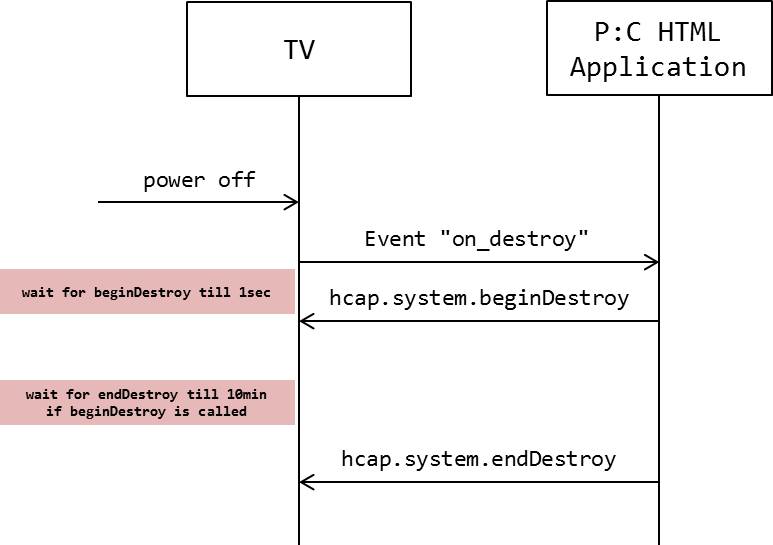 TV
P:C HTML
Application
power off
Event "on_destroy"
wait for beginDestroy till 1sec
hcap.system.beginDestroy
wait for endDestroy till 10min
if beginDestroy is called
hcap.system.endDestroy